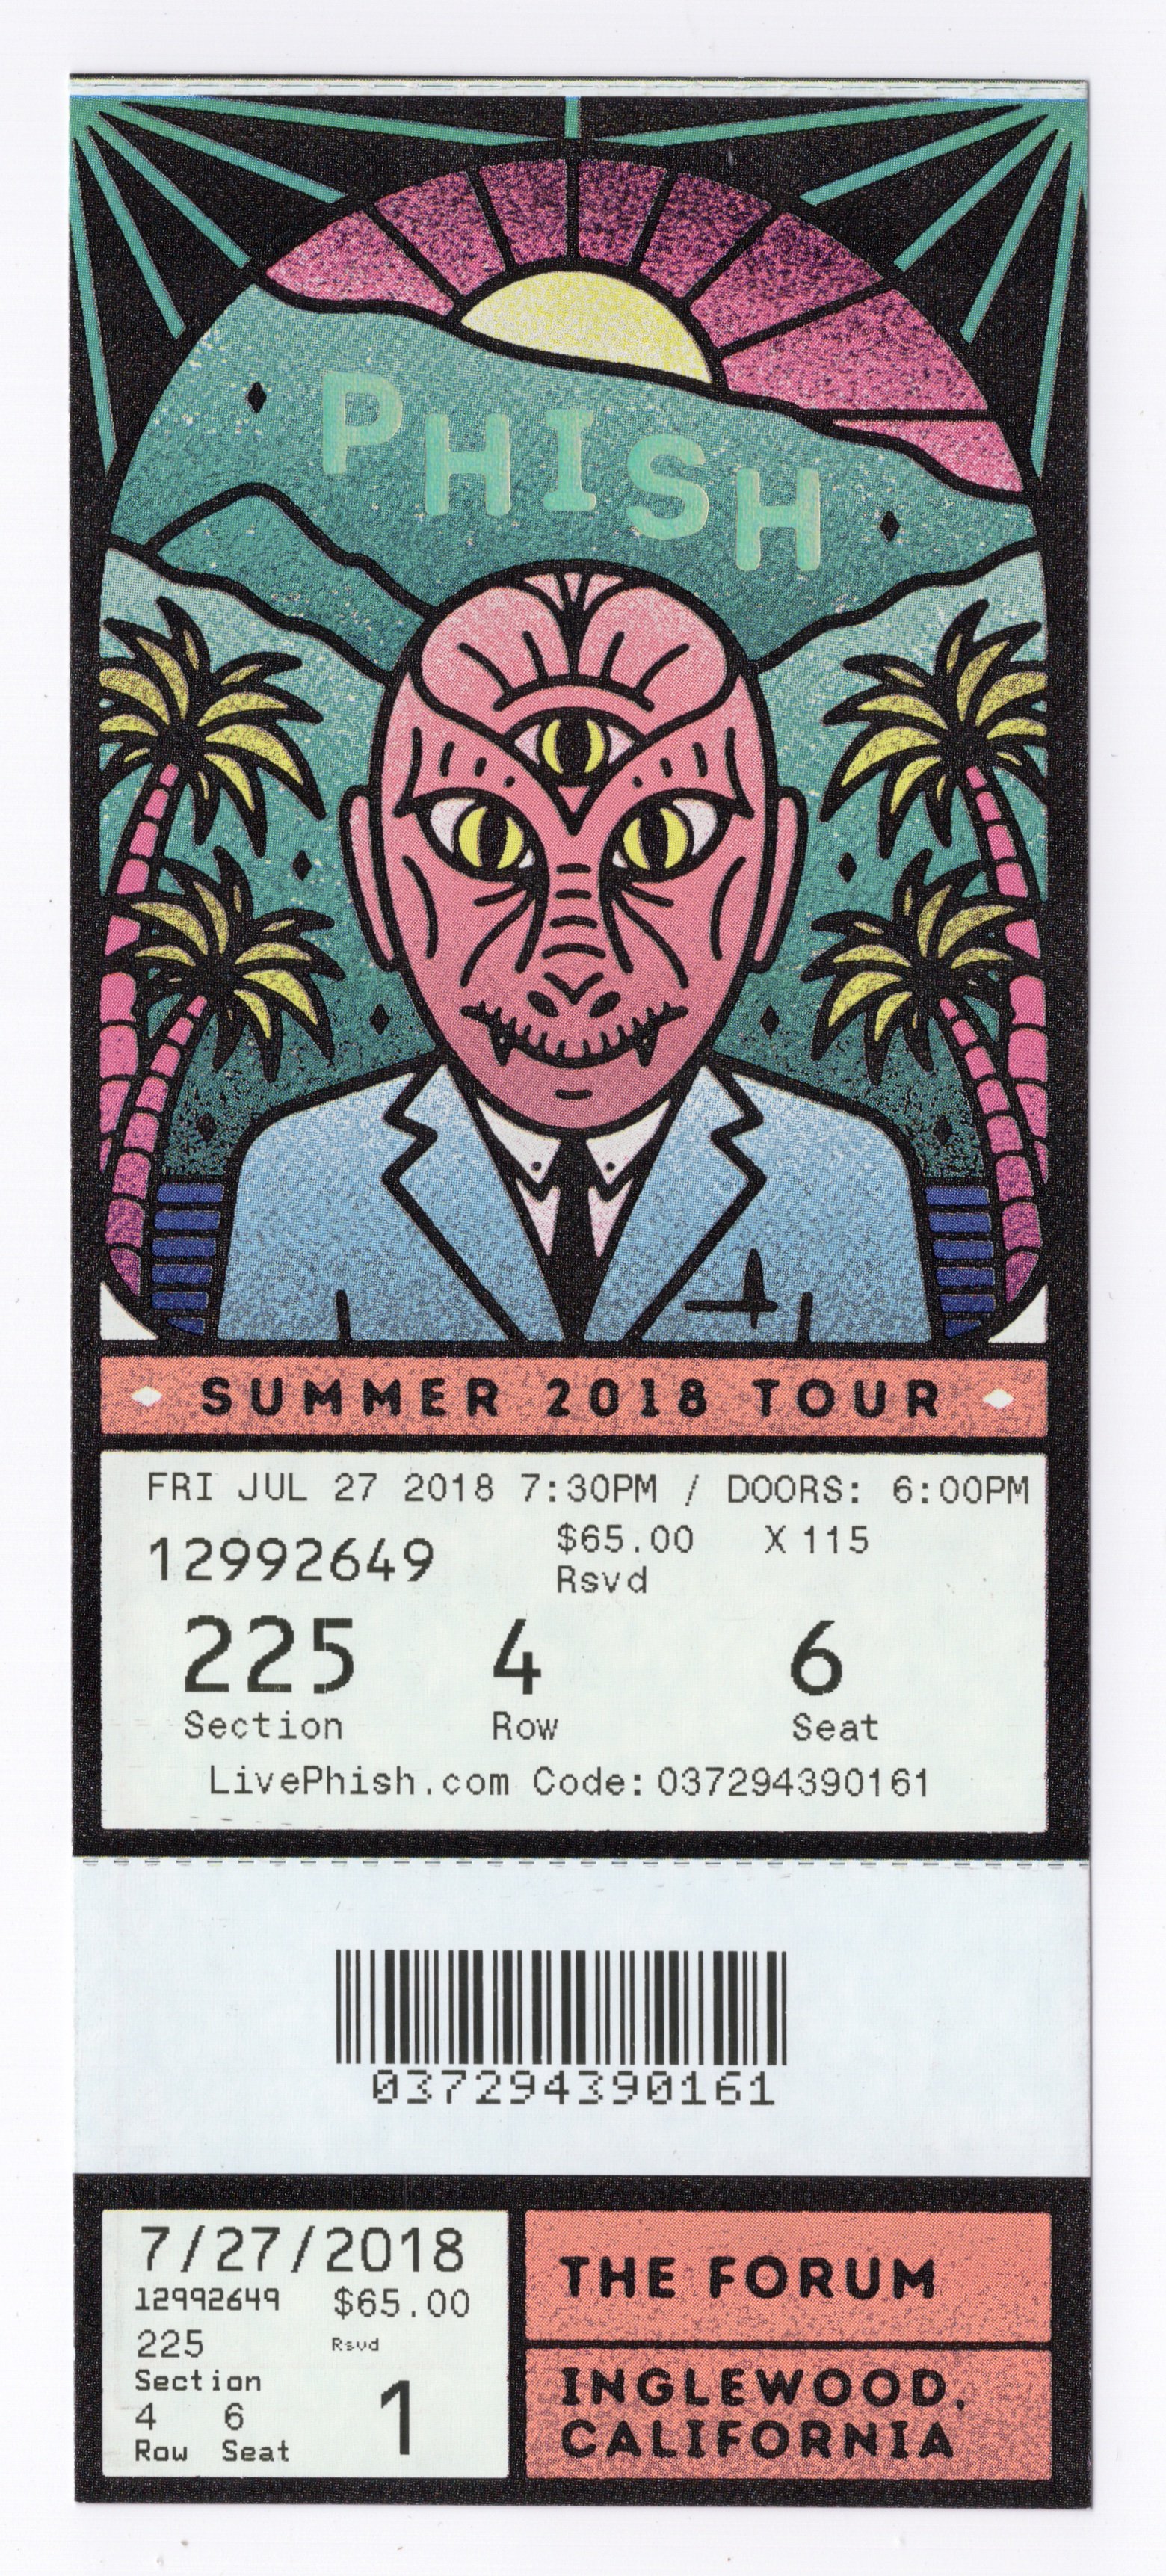 PHISH
SUMMER 2018 TOUR
FRI JUL 27 2018 7:30PM / DOORS: 6:00PM
12992649 $65.00 X 115
Rsvd
225 4 6
Section Row Seat
LivePhish.com Code: 037294390161
037294390161
7/27/2018
12992649 $65.00
225 Rsvd
Section
4 6 1
Row Seat
THE FORUM
INGLEWOOD,
CALIFORNIA